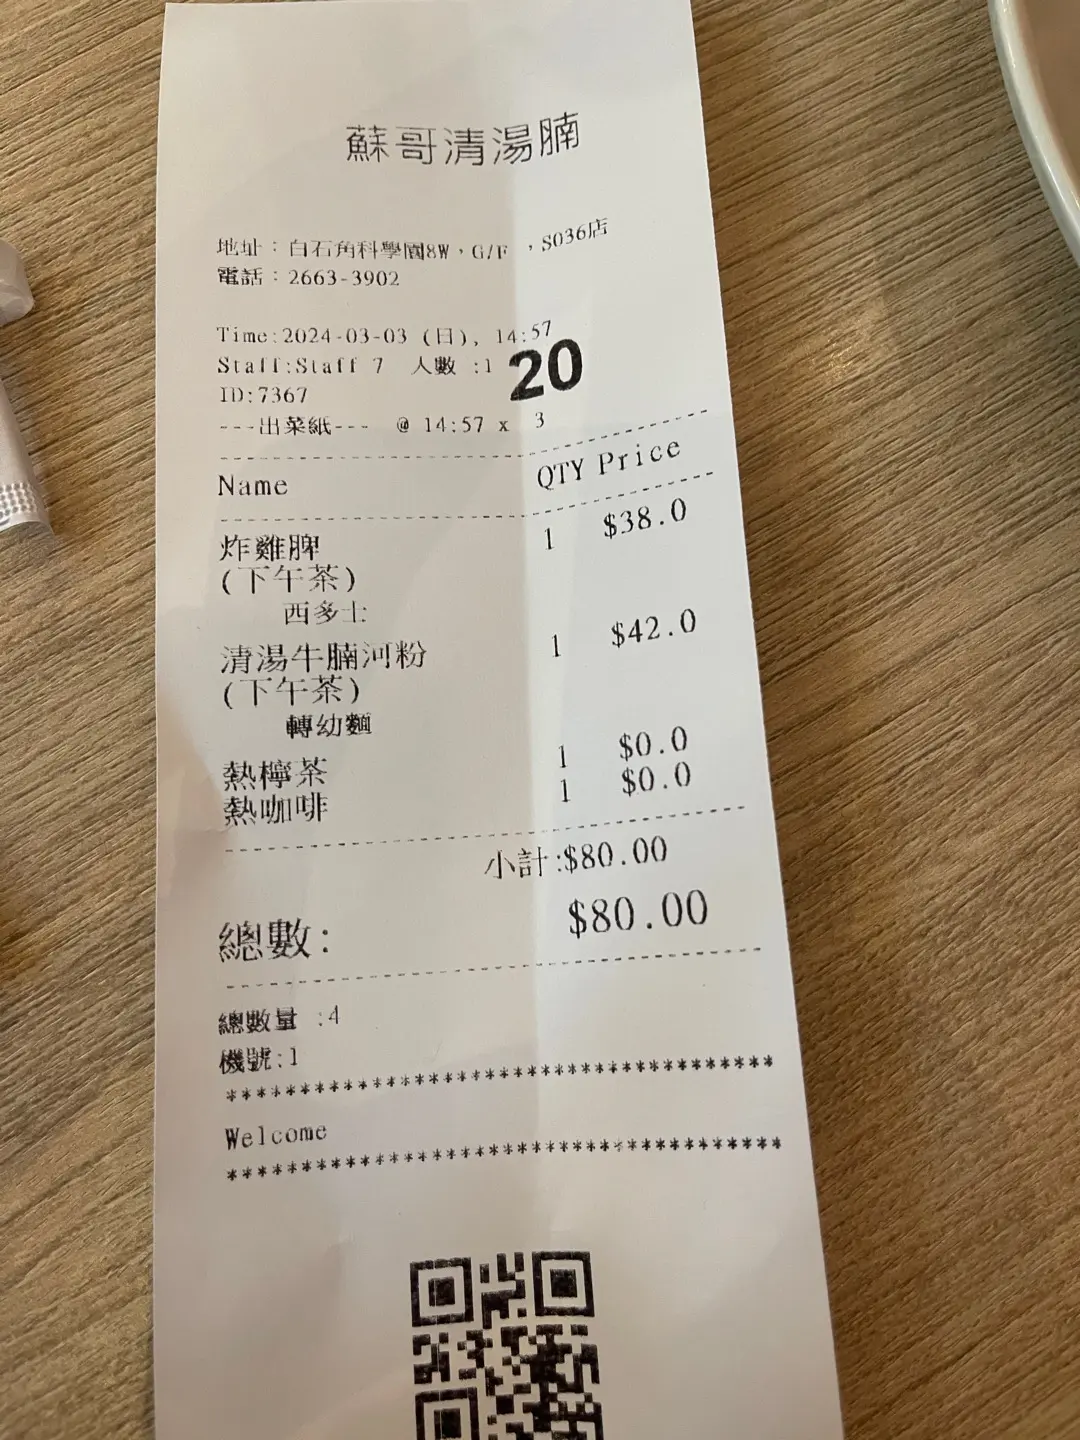 蘇哥清湯腩
地址：白石角科學園8W，G/F ，S036店
電話：2663-3902
Time:2024-03-03 (日), 14:57
Staff:Staff 7 人數 :1
20
ID:7367
---出菜紙--- @ 14:57 x 3
Name QTY Price
炸雞脾 1 $38.0
(下午茶)
西多士
清湯牛腩河粉 1 $42.0
(下午茶)
轉幼麵
熱檸茶 1 $0.0
熱咖啡 1 $0.0
小計:$80.00
總數: $80.00
總數量 :4
機號:1
Welcome